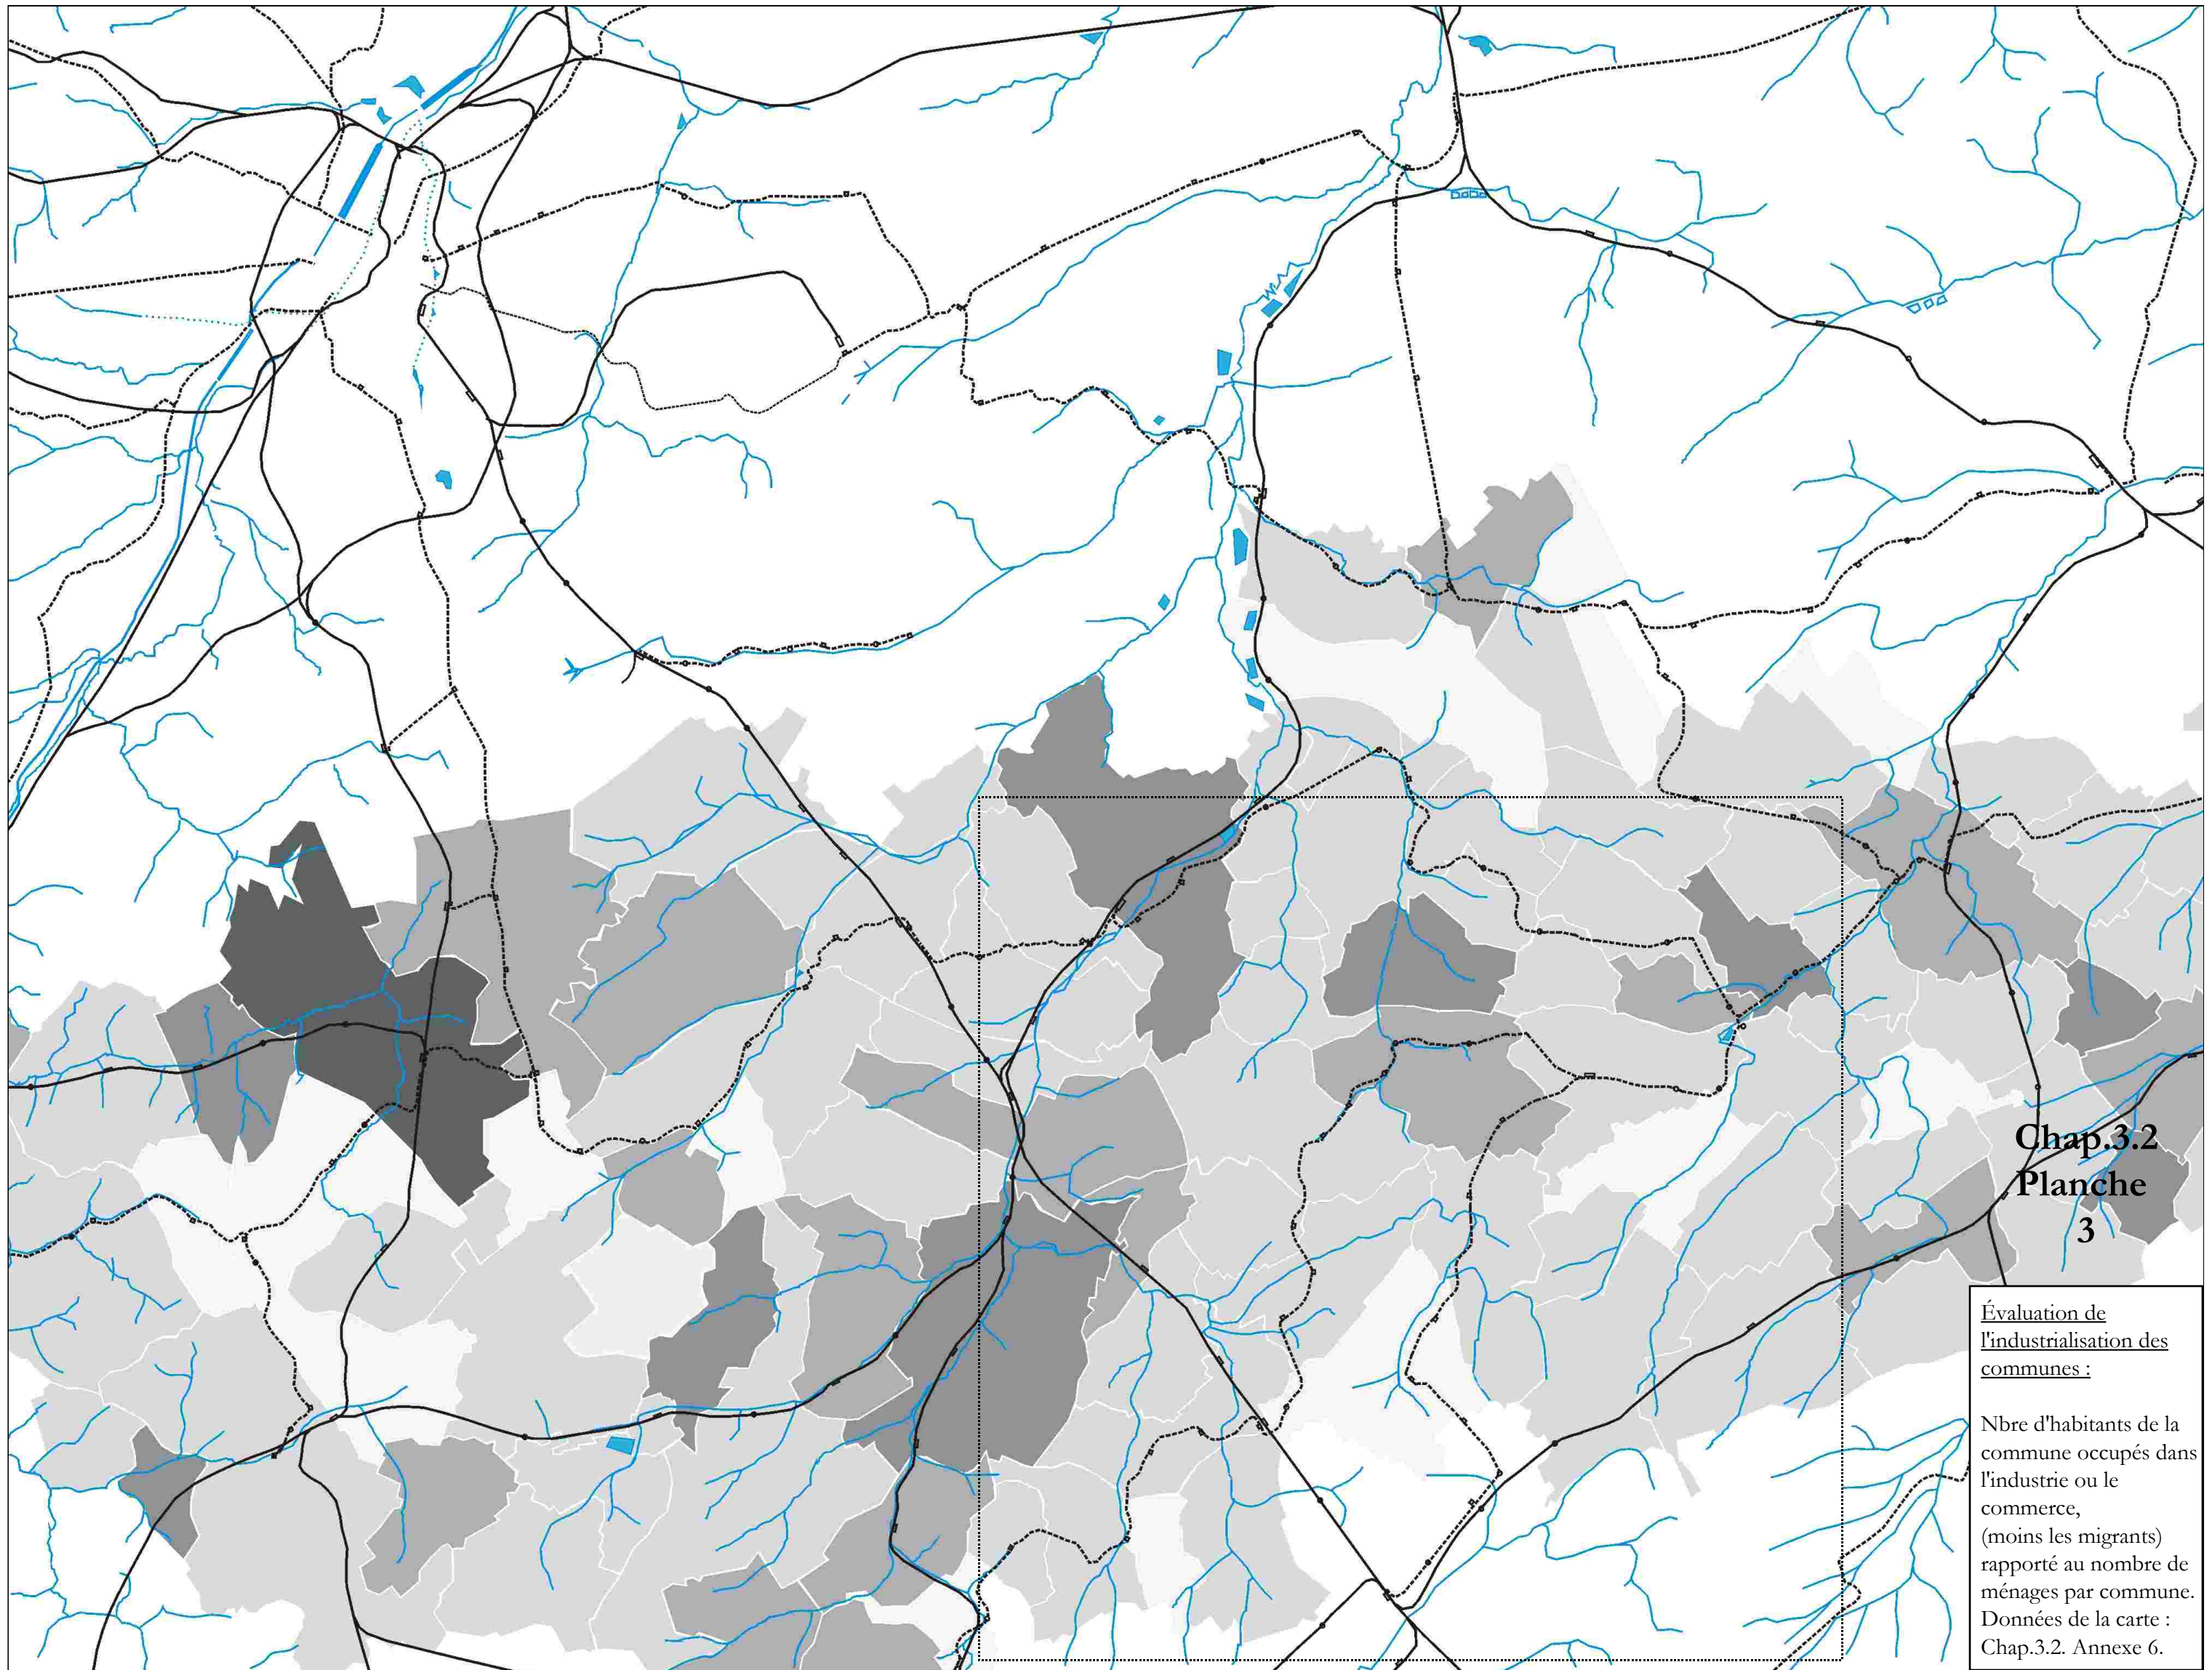 Chap.3.2
Planche
3
Évaluation de
l'industrialisation des
communes :
Nbre d'habitants de la
commune occupés dans
l'industrie ou le
commerce,
(moins les migrants)
rapporté au nombre de
ménages par commune.
Données de la carte :
Chap.3.2. Annexe 6.